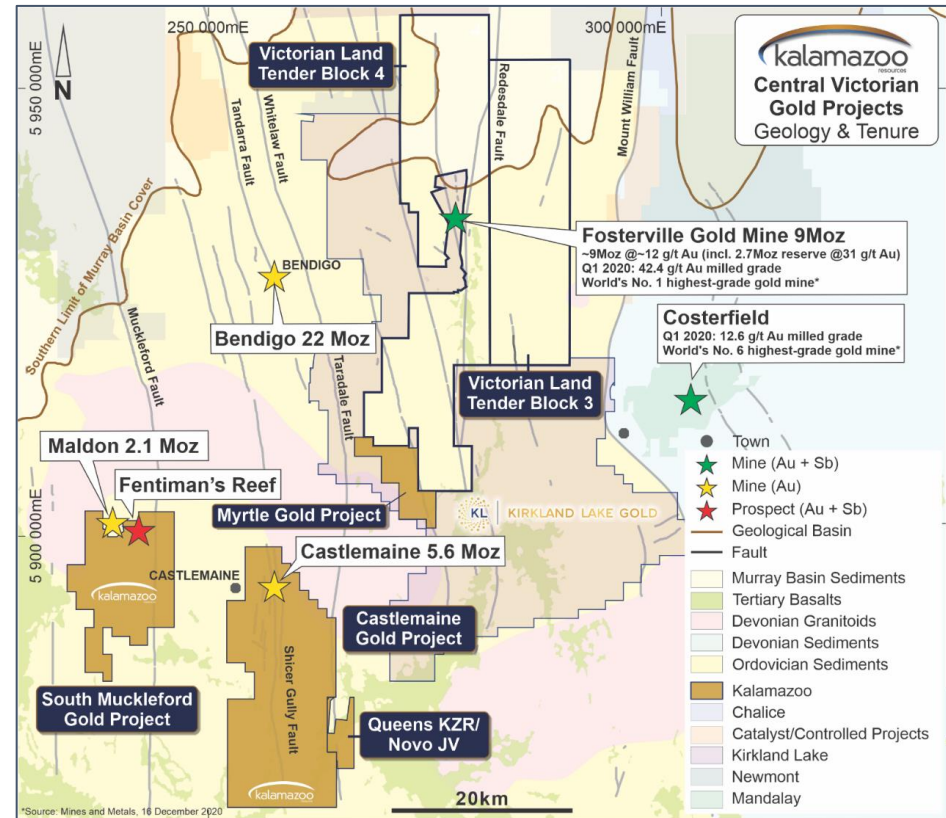 250 000mE
300 000mE
5 950 000mE
5 900 000mE
N
kalamazoo
resources
Central Victorian
Gold Projects
Geology & Tenure
Victorian Land
Tender Block 4
Tandarra Fault
Whitelaw Fault
Redesdale Fault
Mount William Fault
Southern Limit of Murray Basin Cover
Muckleford Fault
Taradale Fault
BENDIGO
Bendigo 22 Moz
Fosterville Gold Mine 9Moz
~9Moz @~12 g/t Au (incl. 2.7Moz reserve @31 g/t Au)
Q1 2020: 42.4 g/t Au milled grade
World's No. 1 highest-grade gold mine*
Costerfield
Q1 2020: 12.6 g/t Au milled grade
World's No. 6 highest-grade gold mine*
Victorian Land
Tender Block 3
Maldon 2.1 Moz
Fentiman's Reef
Myrtle Gold Project
KL
KIRKLAND LAKE GOLD
Castlemaine 5.6 Moz
CASTLEMAINE
kalamazoo
Castlemaine
Gold Project
South Muckleford
Gold Project
Shicer Gully Fault
Queens KZR/
Novo JV
kalamazoo
20km
*Source: Mines and Metals, 16 December 2020
Town
Mine (Au + Sb)
Mine (Au)
Prospect (Au + Sb)
Geological Basin
Fault
Murray Basin Sediments
Tertiary Basalts
Devonian Granitoids
Devonian Sediments
Ordovician Sediments
Kalamazoo
Chalice
Catalyst/Controlled Projects
Kirkland Lake
Newmont
Mandalay